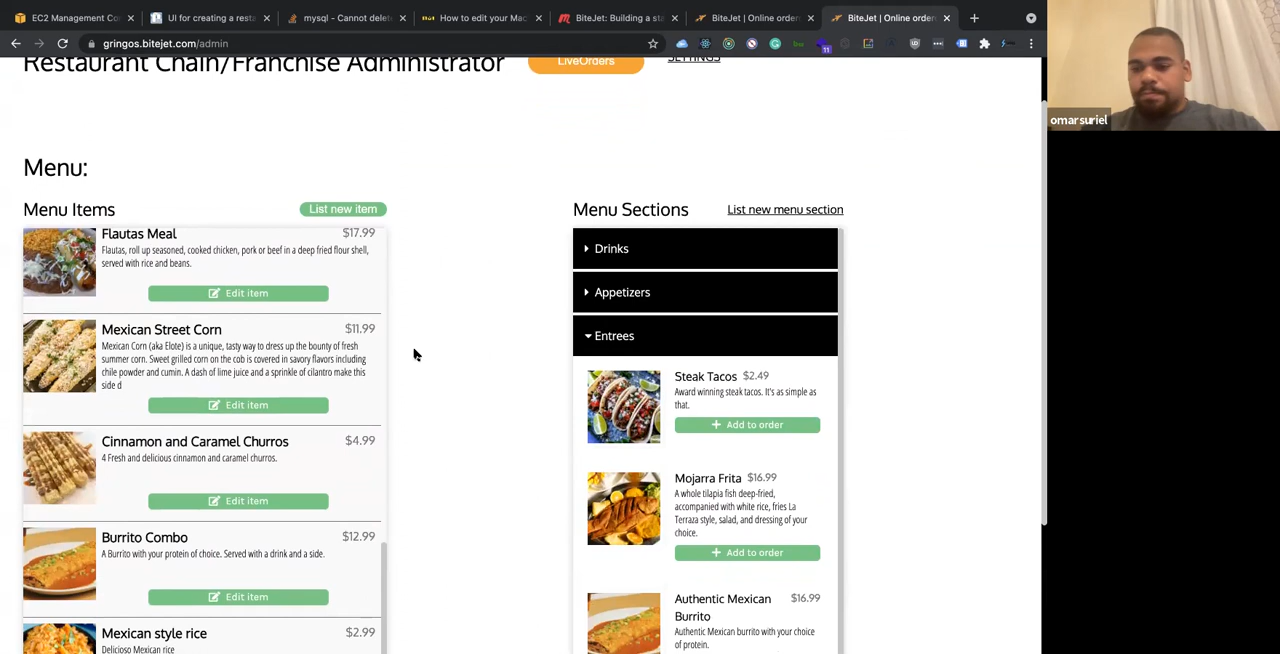 EC2 Management Co
UI for creating a resta
mysql - Cannot delet
How to edit your Mac
BiteJet: Building a sta
BiteJet | Online order
BiteJet | Online order
gringos.bitejet.com/admin
11
Restaurant Chain/Franchise Administrator
LiveOrders
SETTINGS
omarsuriel
Menu:
Menu Items
List new item
Flautas Meal
$17.99
Flautas, roll up seasoned, cooked chicken, pork or beef in a deep fried flour shell,
served with rice and beans.
Edit item
Mexican Street Corn
$11.99
Mexican Corn (aka Elote) is a unique, tasty way to dress up the bounty of fresh
summer corn. Sweet grilled corn on the cob is covered in savory flavors including
chile powder and cumin. A dash of lime juice and a sprinkle of cilantro make this
side d
Edit item
Cinnamon and Caramel Churros
$4.99
4 Fresh and delicious cinnamon and caramel churros.
Edit item
Burrito Combo
$12.99
A Burrito with your protein of choice. Served with a drink and a side.
Edit item
Mexican style rice
$2.99
Delicioso Mexican rice
Menu Sections
List new menu section
Drinks
Appetizers
Entrees
Steak Tacos $2.49
Award winning steak tacos. It's as simple as
that.
+ Add to order
Mojarra Frita $16.99
A whole tilapia fish deep-fried,
accompanied with white rice, fries La
Terraza style, salad, and dressing of your
choice.
+ Add to order
Authentic Mexican
Burrito
$16.99
Authentic Mexican burrito with your choice
of protein.